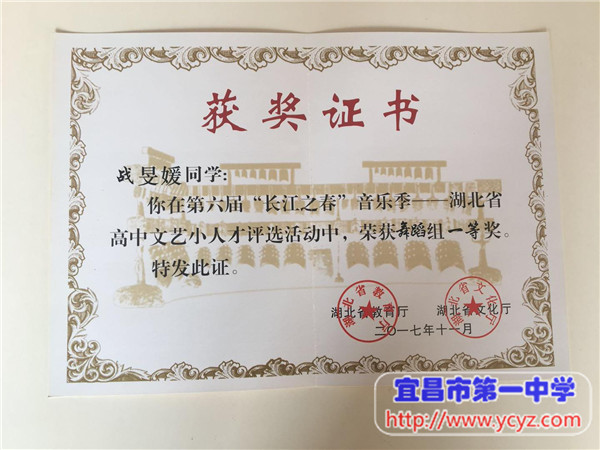 获奖证书
战旻媛同学:
你在第六届“长江之春”音乐季——湖北省
高中文艺小人才评选活动中，荣获舞蹈组一等奖。
特发此证。
湖北省教育厅 湖北省文化厅
二〇一七年十一月
宜昌市第一中学
http://www.ycyz.com/